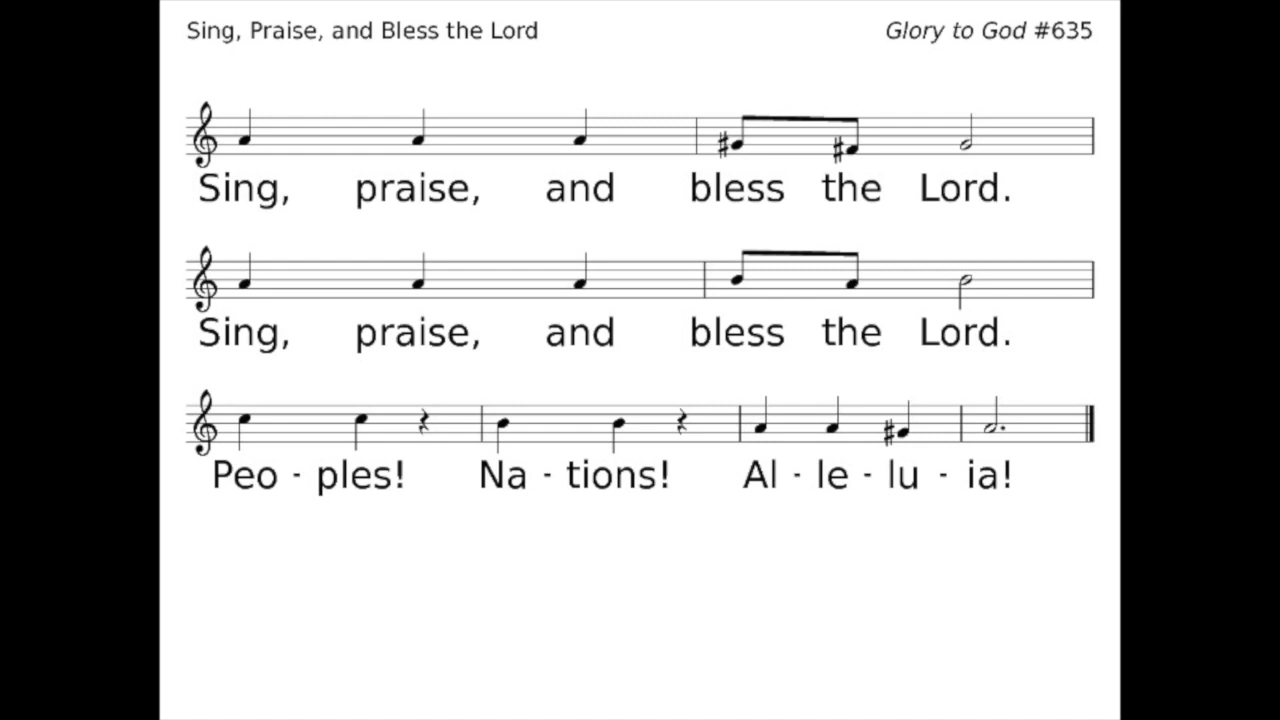 Sing, Praise, and Bless the Lord Glory to God #635
Sing, praise, and bless the Lord.
Sing, praise, and bless the Lord.
Peo - ples! Na - tions! Al - le - lu - ia!